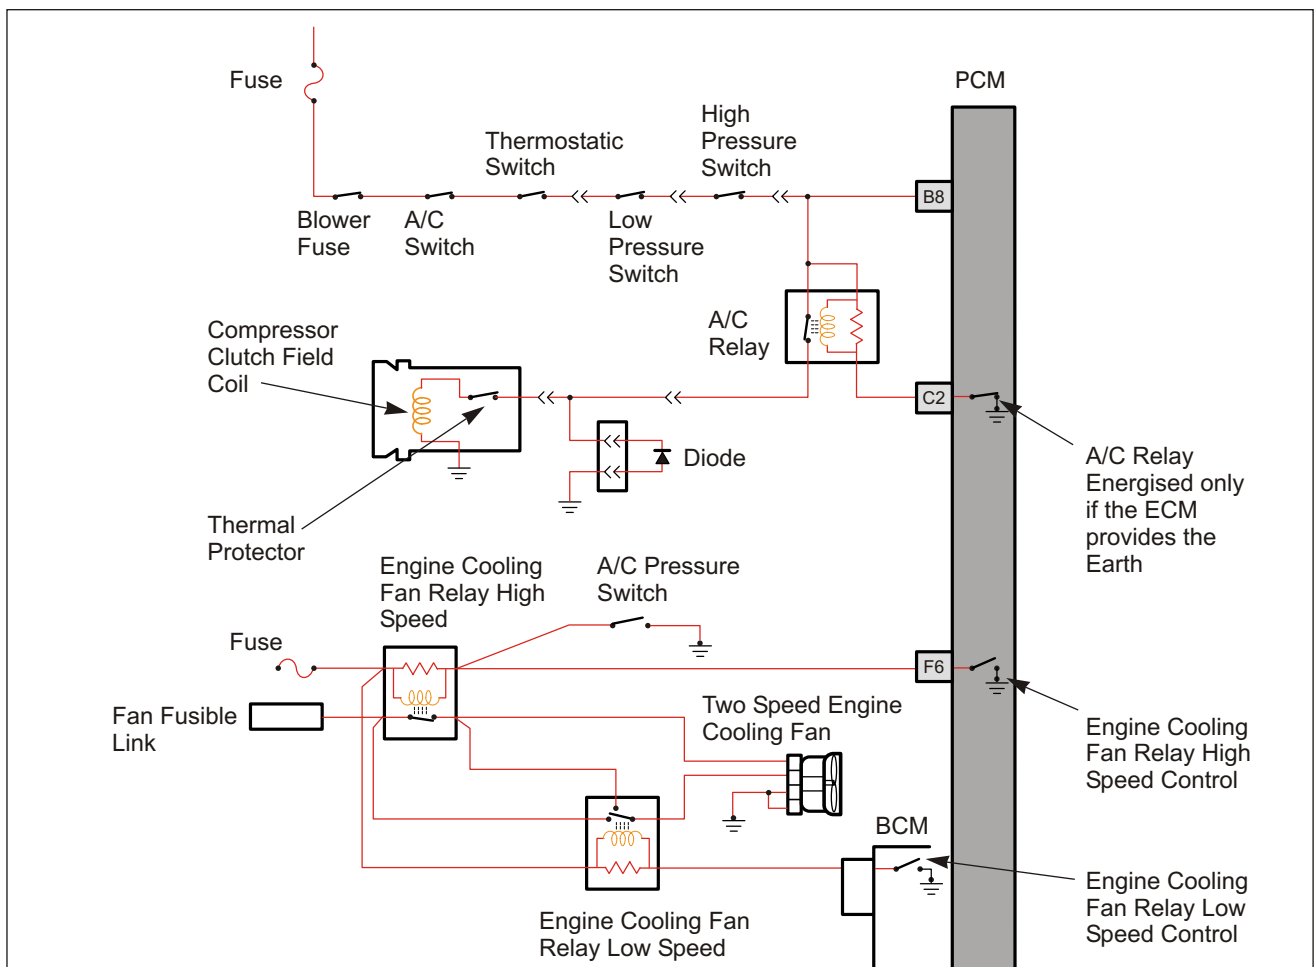 Fuse
PCM
High
Pressure
Switch
Thermostatic
Switch
B8
Blower
Fuse
A/C
Switch
Low
Pressure
Switch
A/C
Relay
Compressor
Clutch Field
Coil
C2
Diode
A/C Relay
Energised only
if the ECM
provides the
Earth
Thermal
Protector
Engine Cooling
Fan Relay High
Speed
A/C Pressure
Switch
Fuse
F6
Fan Fusible
Link
Two Speed Engine
Cooling Fan
Engine Cooling
Fan Relay High
Speed Control
BCM
Engine Cooling
Fan Relay Low
Speed Control
Engine Cooling Fan
Relay Low Speed